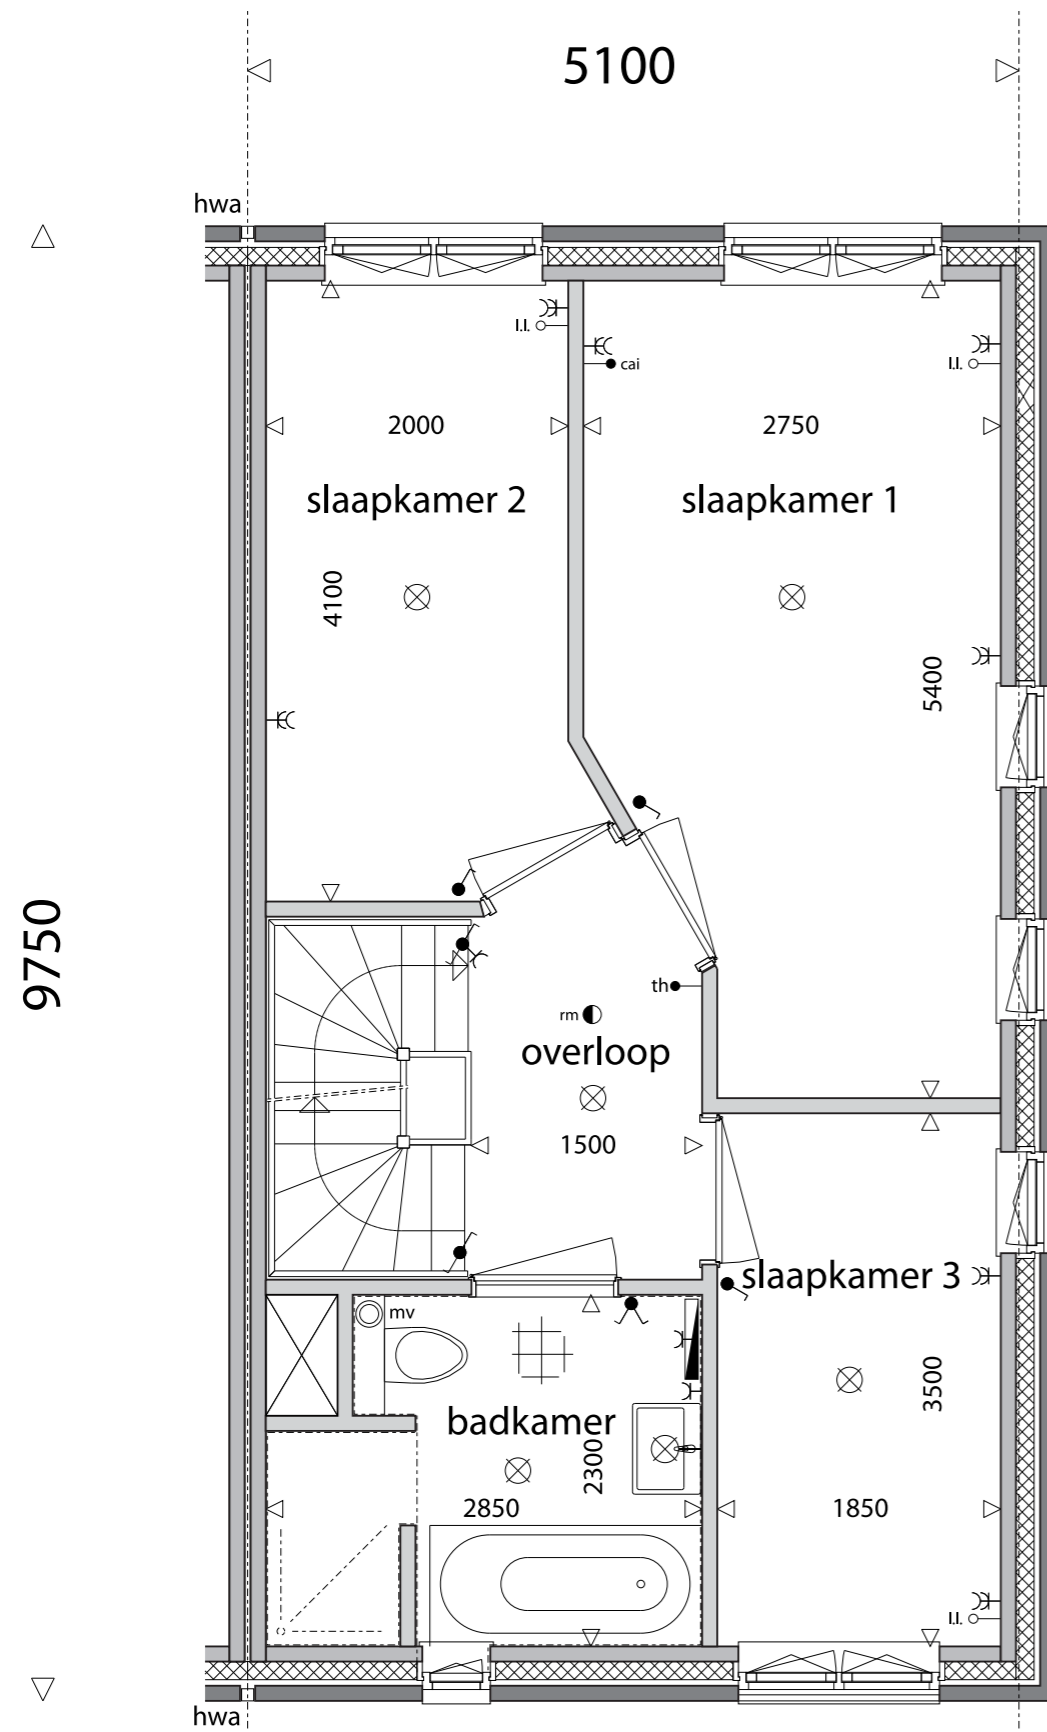 5100
hwa
l.l.
cai
l.l.
2000
2750
slaapkamer 2
slaapkamer 1
4100
5400
9750
th
rm
overloop
1500
slaapkamer 3
mv
3500
badkamer
2300
2850
1850
l.l.
hwa